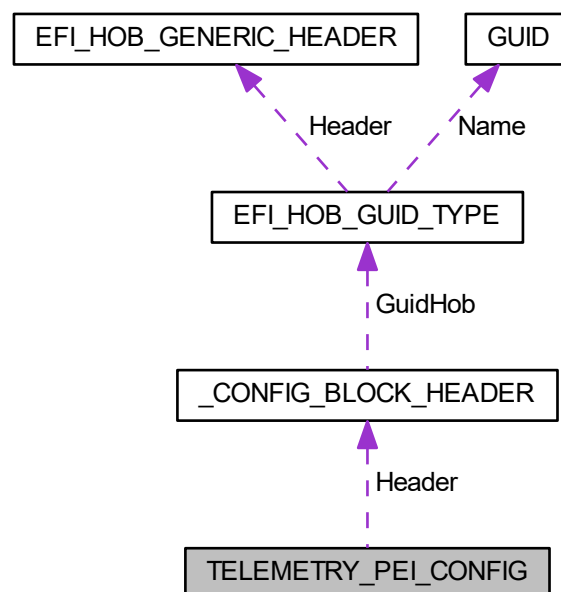 EFI_HOB_GENERIC_HEADER
GUID
Header
Name
EFI_HOB_GUID_TYPE
GuidHob
_CONFIG_BLOCK_HEADER
Header
TELEMETRY_PEI_CONFIG